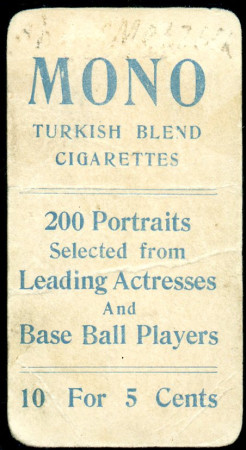 MONO
TURKISH BLEND
CIGARETTES
200 Portraits
Selected from
Leading Actresses
And
Base Ball Players
10 For 5 Cents